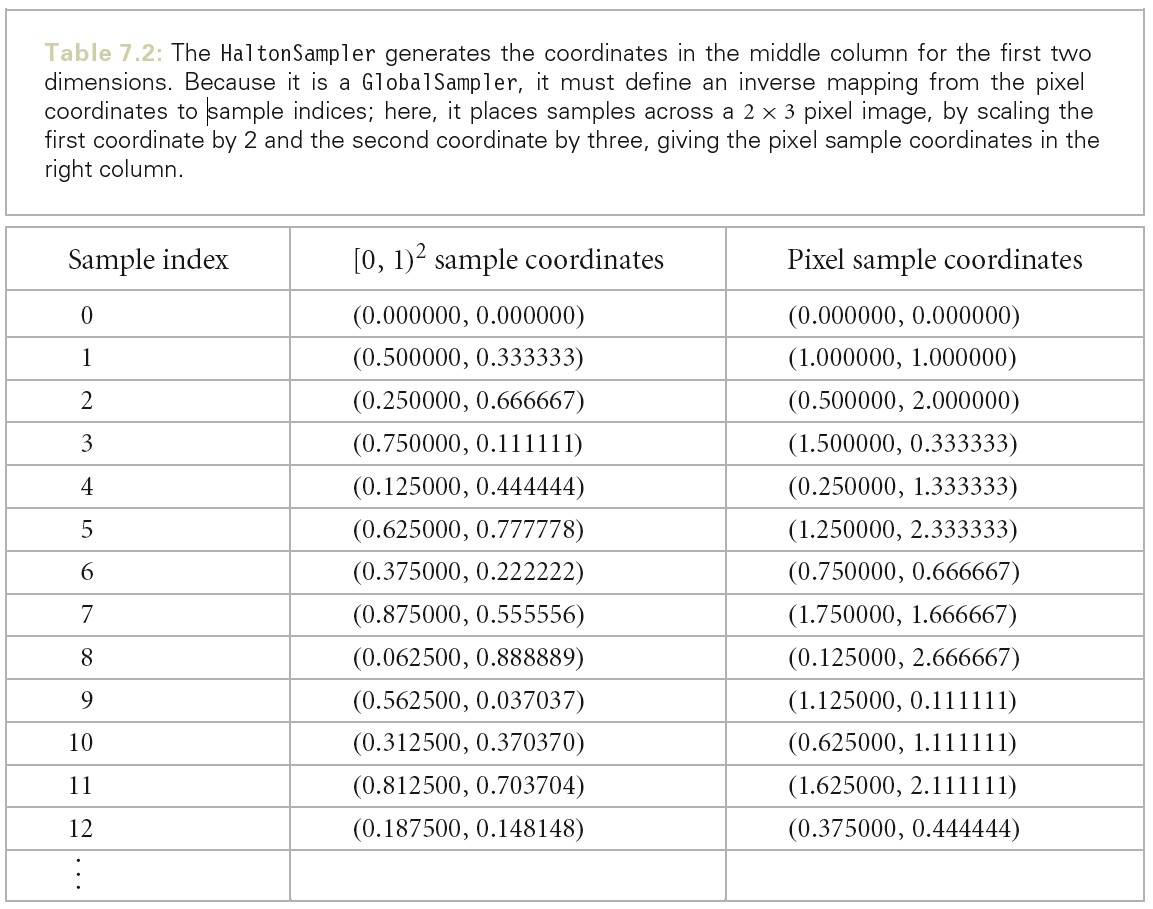 Table 7.2: The HaltonSampler generates the coordinates in the middle column for the first two
dimensions. Because it is a GlobalSampler, it must define an inverse mapping from the pixel
coordinates to sample indices; here, it places samples across a 2 × 3 pixel image, by scaling the
first coordinate by 2 and the second coordinate by three, giving the pixel sample coordinates in the
right column.
Sample index [0, 1)² sample coordinates Pixel sample coordinates
0 (0.000000, 0.000000) (0.000000, 0.000000)
1 (0.500000, 0.333333) (1.000000, 1.000000)
2 (0.250000, 0.666667) (0.500000, 2.000000)
3 (0.750000, 0.111111) (1.500000, 0.333333)
4 (0.125000, 0.444444) (0.250000, 1.333333)
5 (0.625000, 0.777778) (1.250000, 2.333333)
6 (0.375000, 0.222222) (0.750000, 0.666667)
7 (0.875000, 0.555556) (1.750000, 1.666667)
8 (0.062500, 0.888889) (0.125000, 2.666667)
9 (0.562500, 0.037037) (1.125000, 0.111111)
10 (0.312500, 0.370370) (0.625000, 1.111111)
11 (0.812500, 0.703704) (1.625000, 2.111111)
12 (0.187500, 0.148148) (0.375000, 0.444444)
⋮